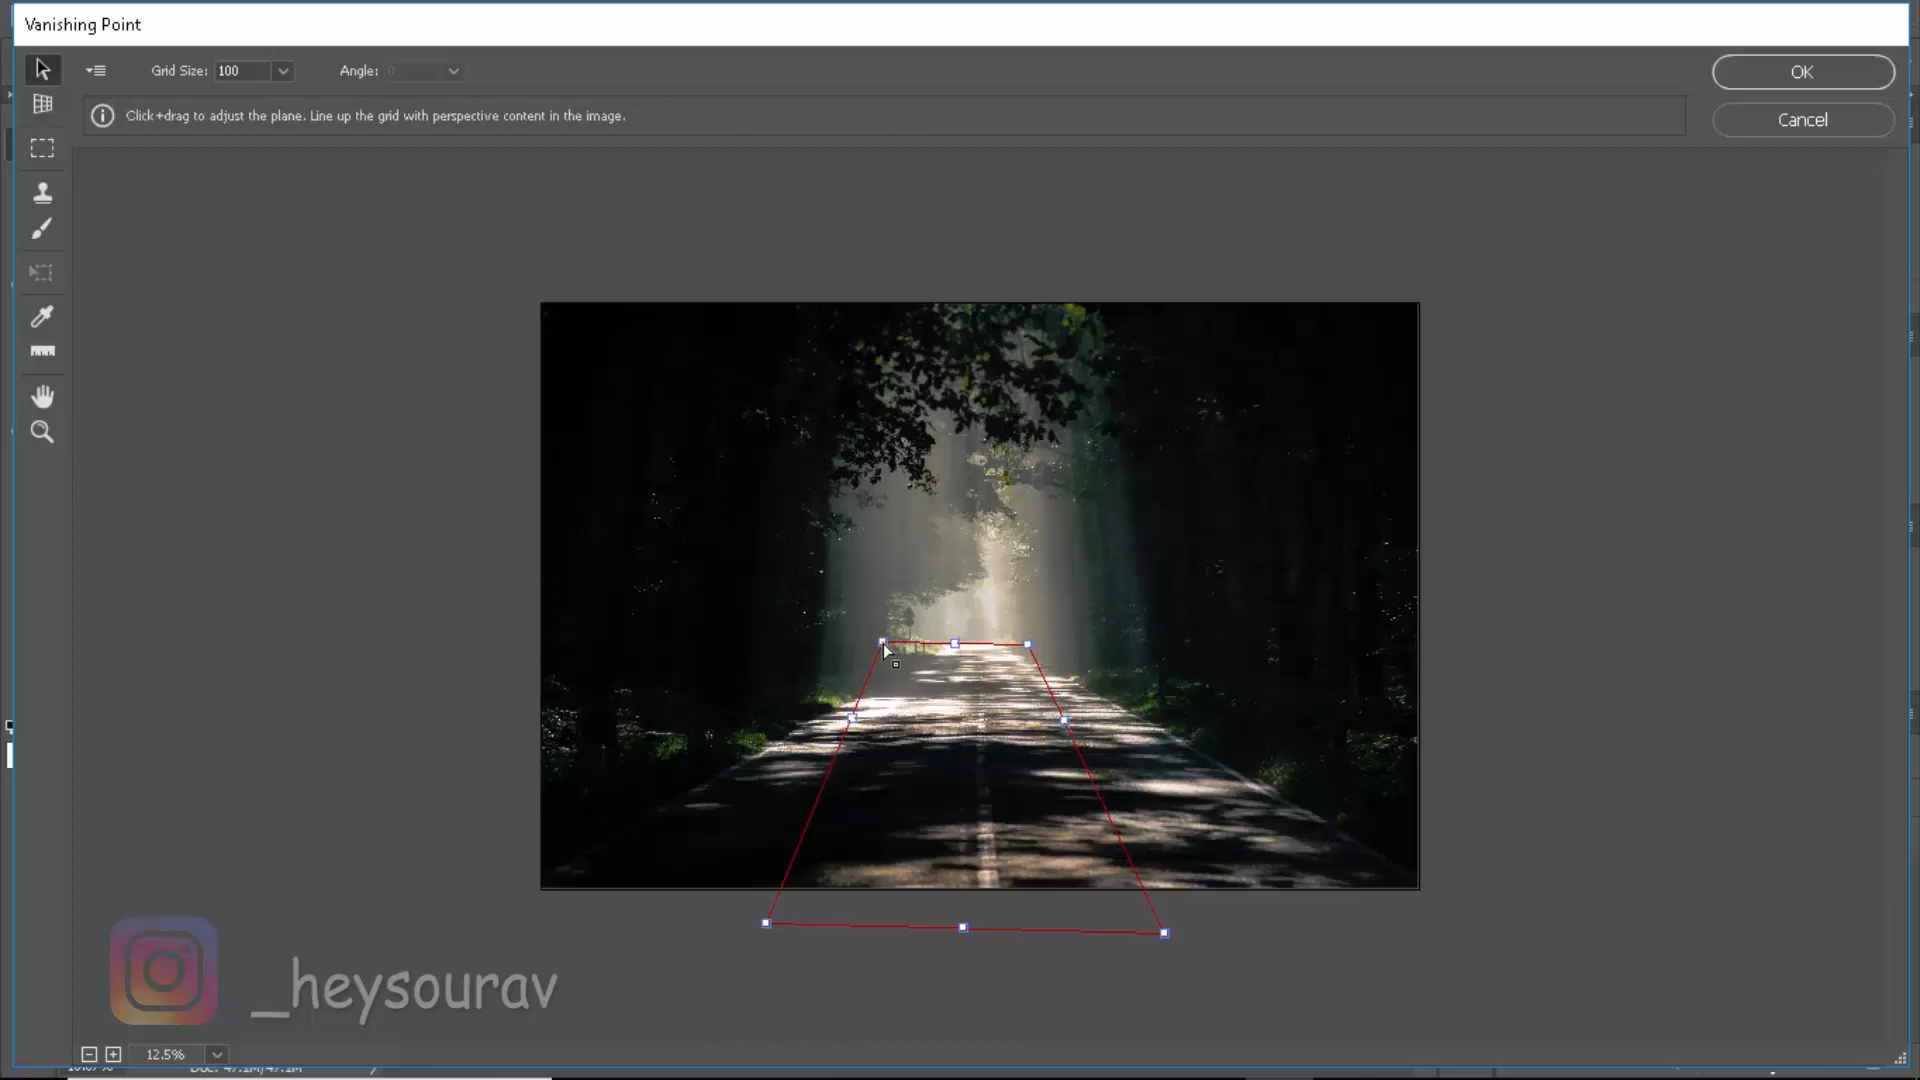 Vanishing Point
Grid Size: 100
Angle: 0
OK
Click+drag to adjust the plane. Line up the grid with perspective content in the image.
Cancel
_heysourav
12.5%